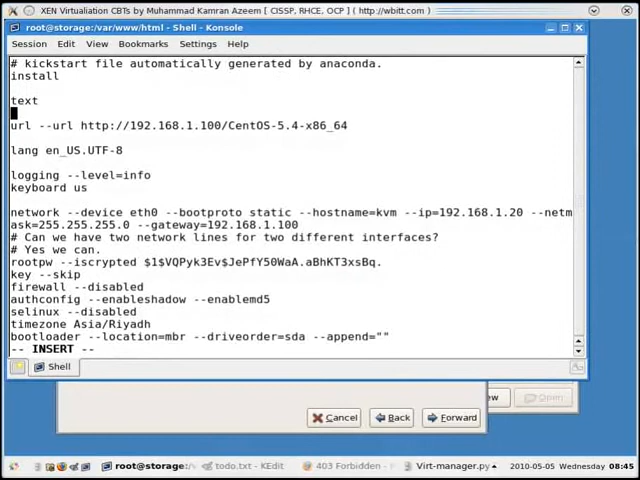 XEN Virtualiation CBTs by Muhammad Kamran Azeem [ CISSP, RHCE, OCP ] ( http://wbitt.com )
root@storage:/var/www/html - Shell - Konsole
Session Edit View Bookmarks Settings Help
# kickstart file automatically generated by anaconda.
install
text
url --url http://192.168.1.100/CentOS-5.4-x86_64
lang en_US.UTF-8
logging --level=info
keyboard us
network --device eth0 --bootproto static --hostname=kvm --ip=192.168.1.20 --netm
ask=255.255.255.0 --gateway=192.168.1.100
# Can we have two network lines for two different interfaces?
# Yes we can.
rootpw --iscrypted $1$VQPyk3Ev$JePfY50WaA.aBhKT3xsBq.
key --skip
firewall --disabled
authconfig --enableshadow --enablemd5
selinux --disabled
timezone Asia/Riyadh
bootloader --location=mbr --driveorder=sda --append=""
-- INSERT --
Shell
ew Open
Cancel Back Forward
root@storage:/v todo.txt - KEdit 403 Forbidden - Virt-manager.py 2010-05-05 Wednesday 08:45